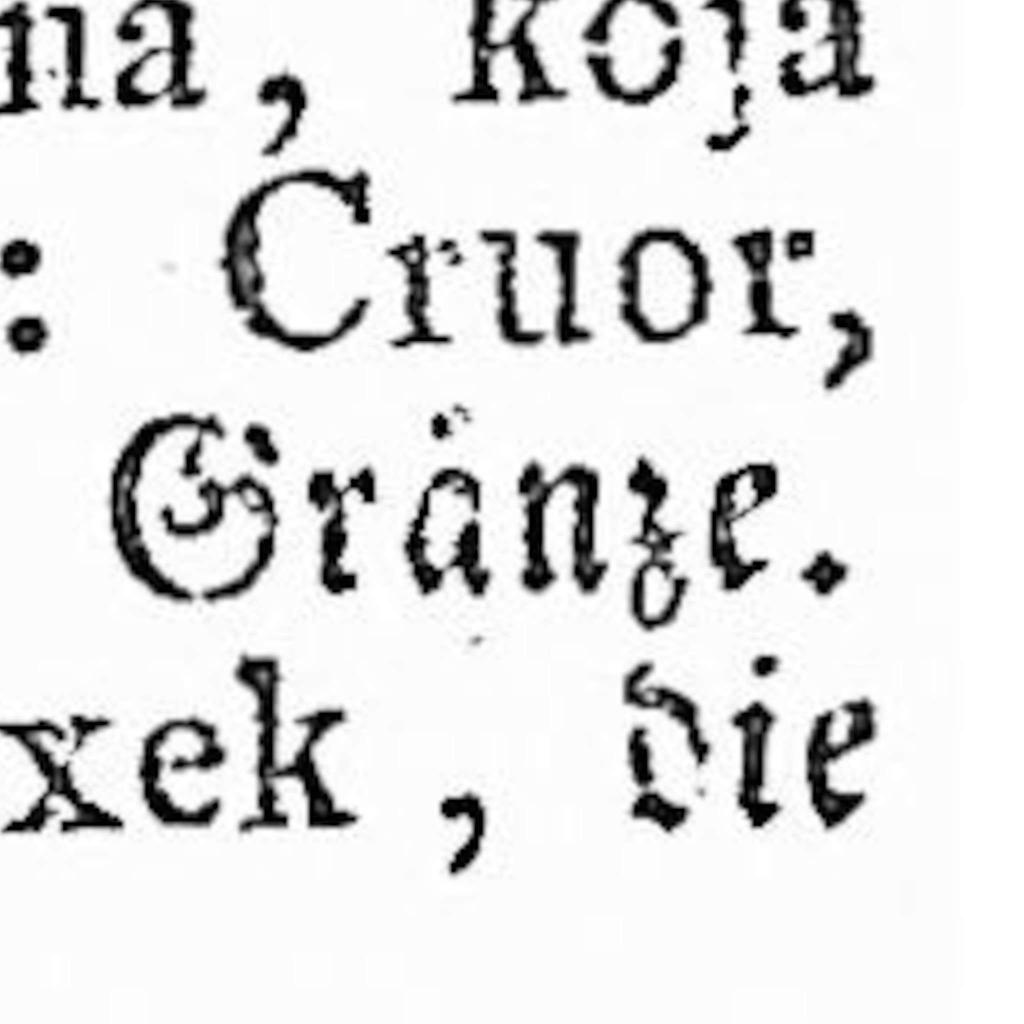 na, koja
: Cruor,
Gränze.
xek, die